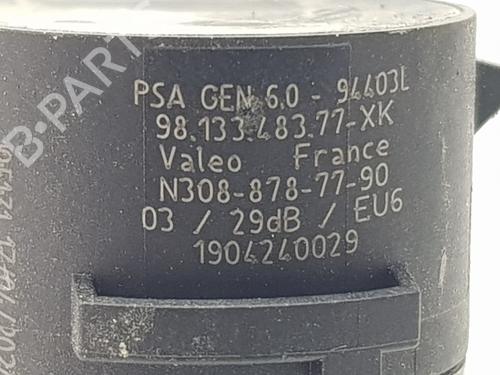 PSA GEN 6.0 - 94403L
98.133.483.77-XK
Valeo France
N308-878-77-90
03 / 29dB / EU6
1904240029
B-PARTS